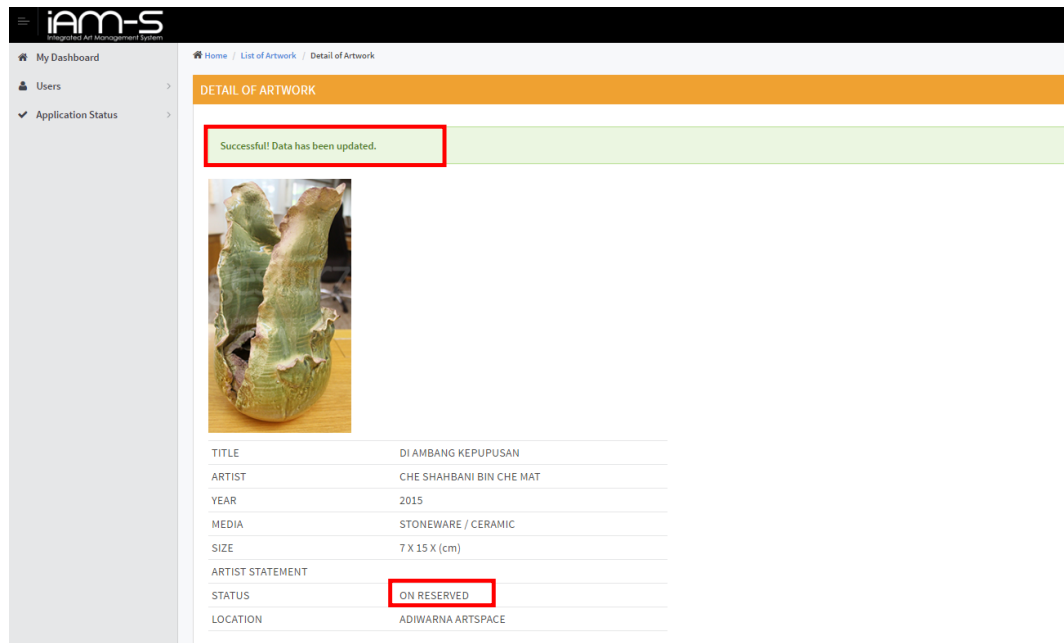 iAM-S
Integrated Art Management System
My Dashboard
Users
Application Status
Home / List of Artwork / Detail of Artwork
DETAIL OF ARTWORK
Successful! Data has been updated.
TITLE DI AMBANG KEPUPUSAN
ARTIST CHE SHAHBANI BIN CHE MAT
YEAR 2015
MEDIA STONEWARE / CERAMIC
SIZE 7 X 15 X (cm)
ARTIST STATEMENT
STATUS ON RESERVED
LOCATION ADIWARNA ARTSPACE